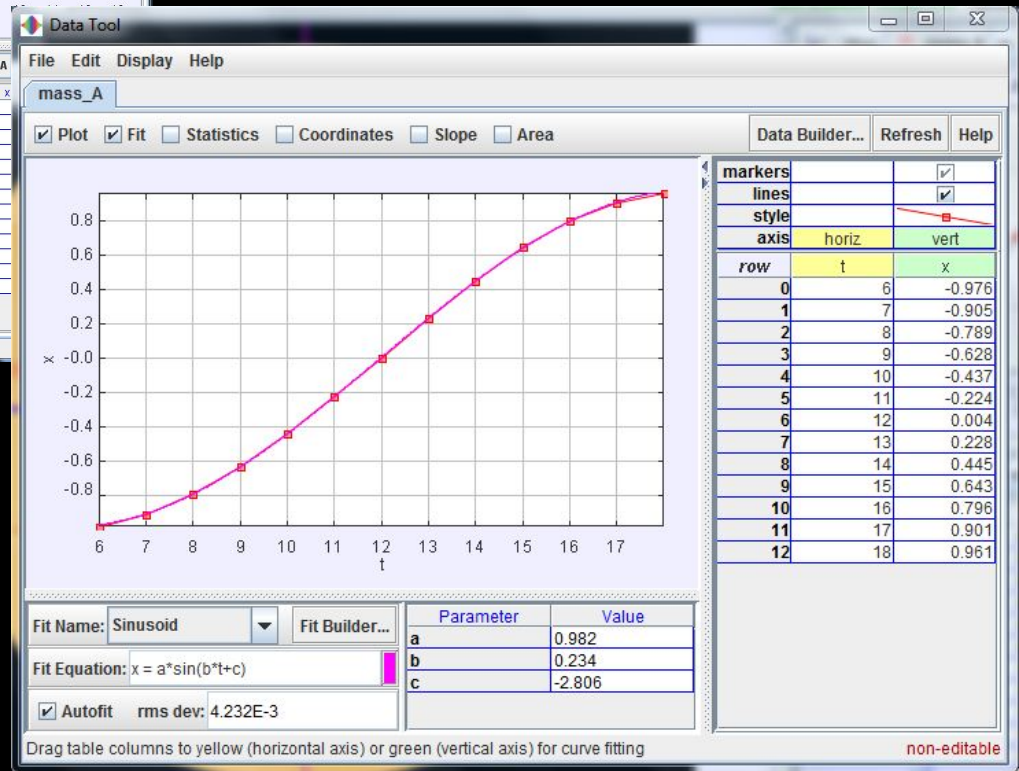 Data Tool
File Edit Display Help
mass_A
Plot Fit Statistics Coordinates Slope Area Data Builder... Refresh Help
markers
lines
style
axis horiz vert
row t x
0 6 -0.976
1 7 -0.905
2 8 -0.789
3 9 -0.628
4 10 -0.437
5 11 -0.224
6 12 0.004
7 13 0.228
8 14 0.445
9 15 0.643
10 16 0.796
11 17 0.901
12 18 0.961
0.8
0.6
0.4
0.2
-0.0
x
-0.2
-0.4
-0.6
-0.8
6 7 8 9 10 11 12 13 14 15 16 17
t
Fit Name: Sinusoid Fit Builder...
Fit Equation: x = a*sin(b*t+c)
Autofit rms dev: 4.232E-3
Parameter Value
a 0.982
b 0.234
c -2.806
Drag table columns to yellow (horizontal axis) or green (vertical axis) for curve fitting non-editable
A
x